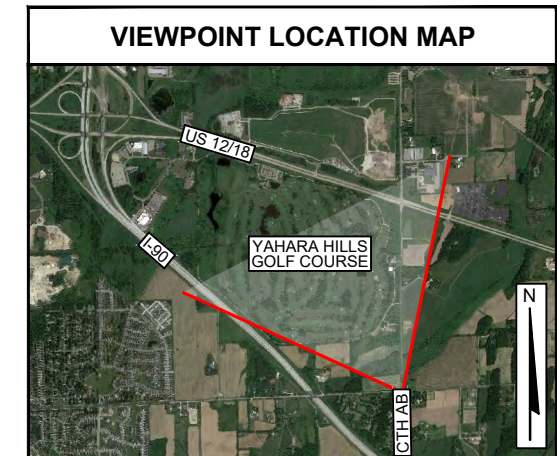 VIEWPOINT LOCATION MAP
US 12/18
I-90
YAHARA HILLS
GOLF COURSE
N
CTH AB